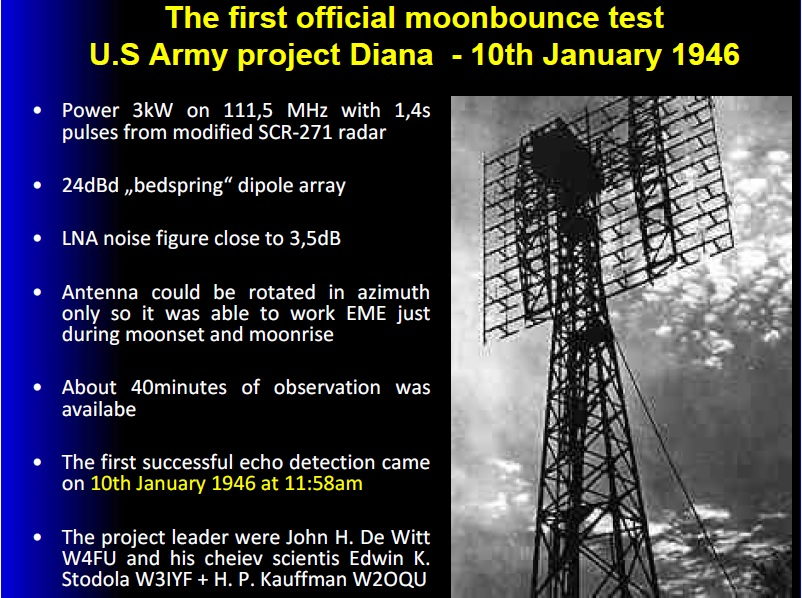 The first official moonbounce test
U.S Army project Diana - 10th January 1946
• Power 3kW on 111,5 MHz with 1,4s
pulses from modified SCR-271 radar
• 24dBd „bedspring“ dipole array
• LNA noise figure close to 3,5dB
• Antenna could be rotated in azimuth
only so it was able to work EME just
during moonset and moonrise
• About 40minutes of observation was
availabe
• The first successful echo detection came
on 10th January 1946 at 11:58am
• The project leader were John H. De Witt
W4FU and his cheiev scientis Edwin K.
Stodola W3IYF + H. P. Kauffman W2OQU